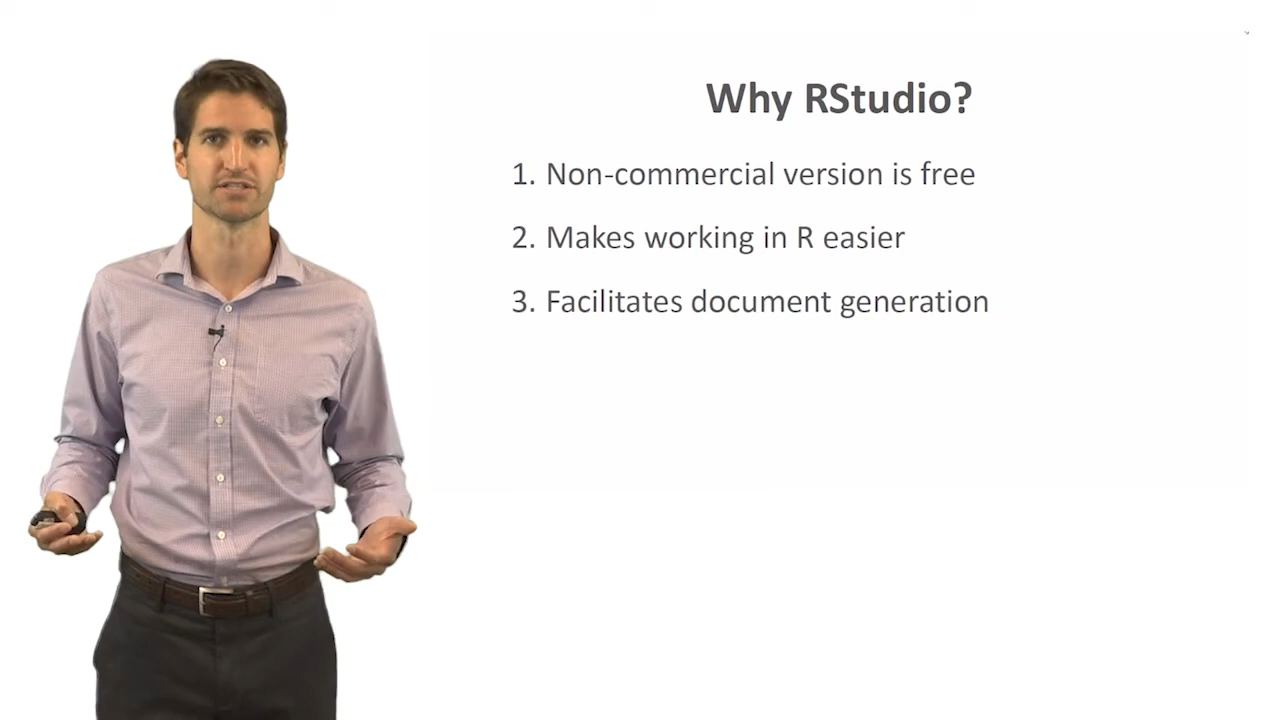 Why RStudio?
1. Non-commercial version is free
2. Makes working in R easier
3. Facilitates document generation